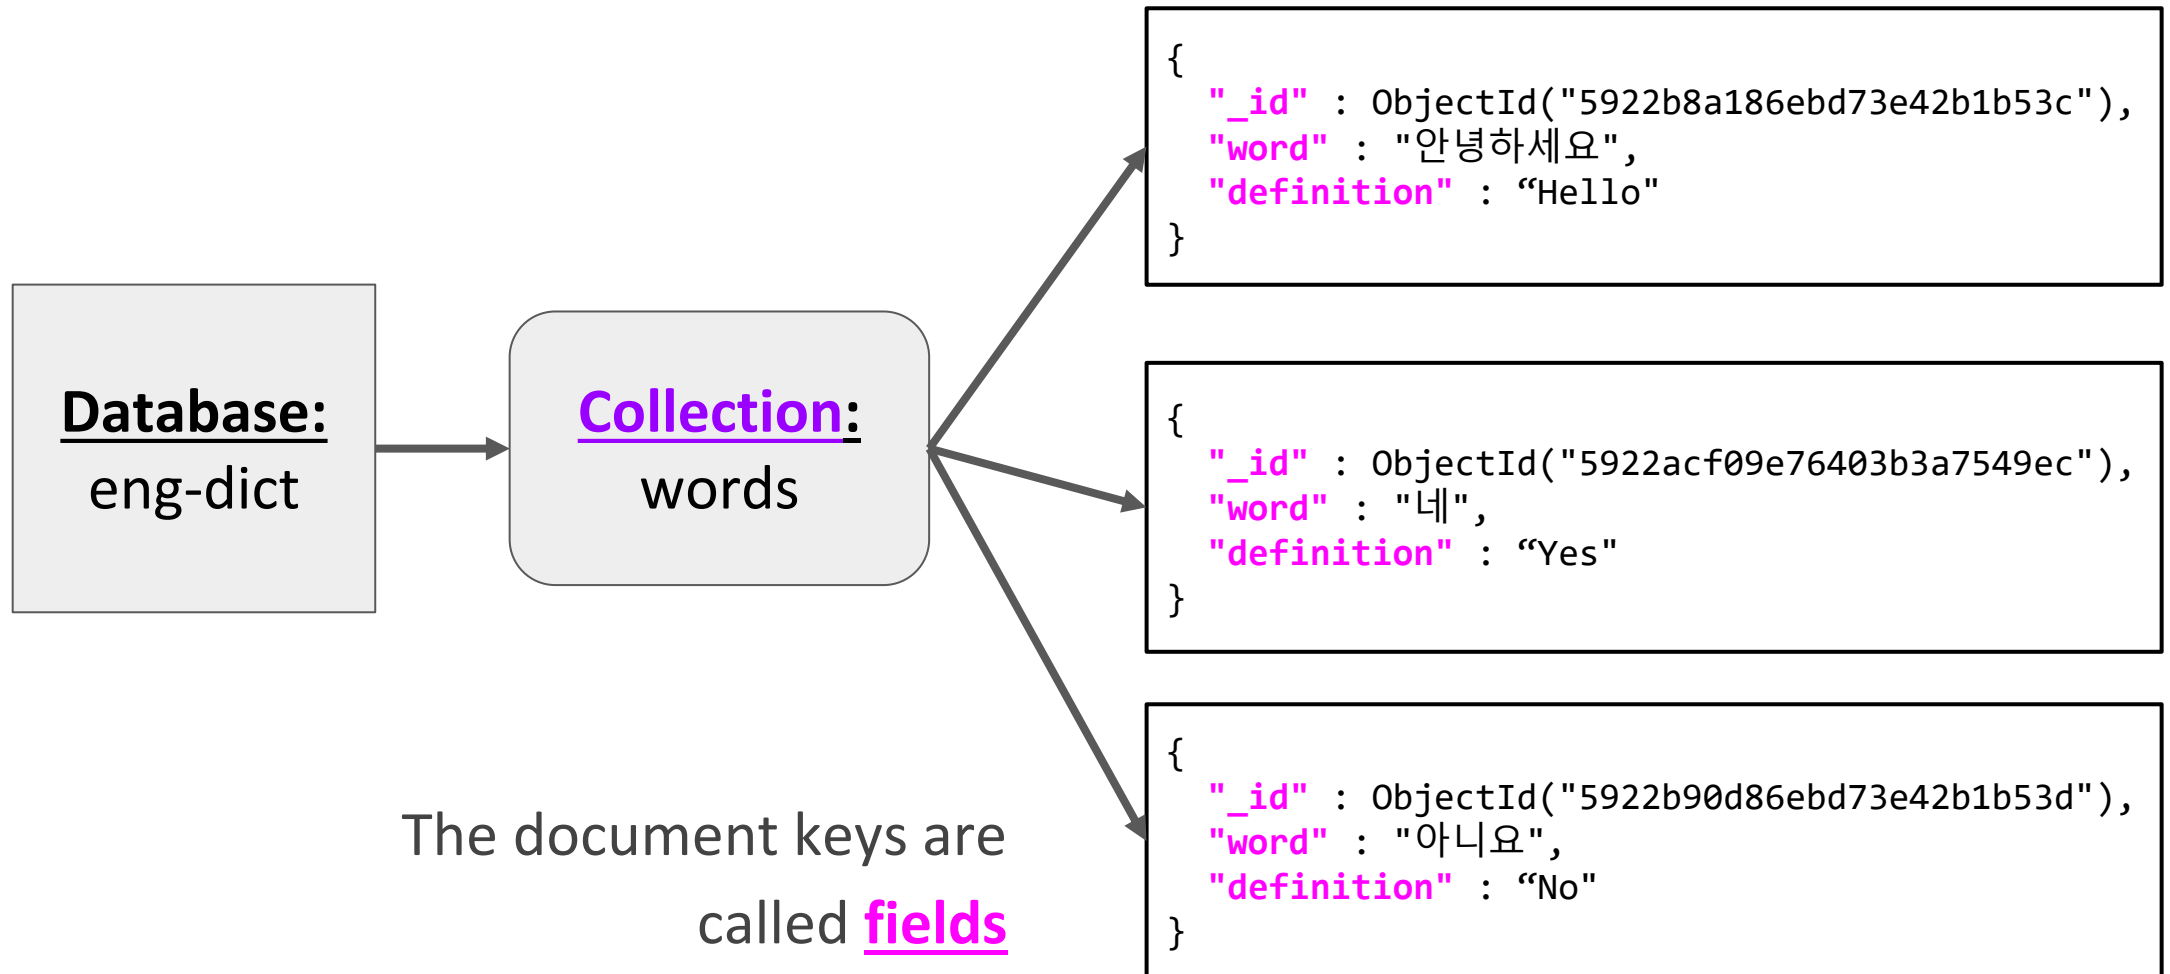 Database:
eng-dict
Collection:
words
{
"_id" : ObjectId("5922b8a186ebd73e42b1b53c"),
"word" : "안녕하세요",
"definition" : “Hello"
}
{
"_id" : ObjectId("5922acf09e76403b3a7549ec"),
"word" : "네",
"definition" : “Yes"
}
{
"_id" : ObjectId("5922b90d86ebd73e42b1b53d"),
"word" : "아니요",
"definition" : “No"
}
The document keys are
called fields